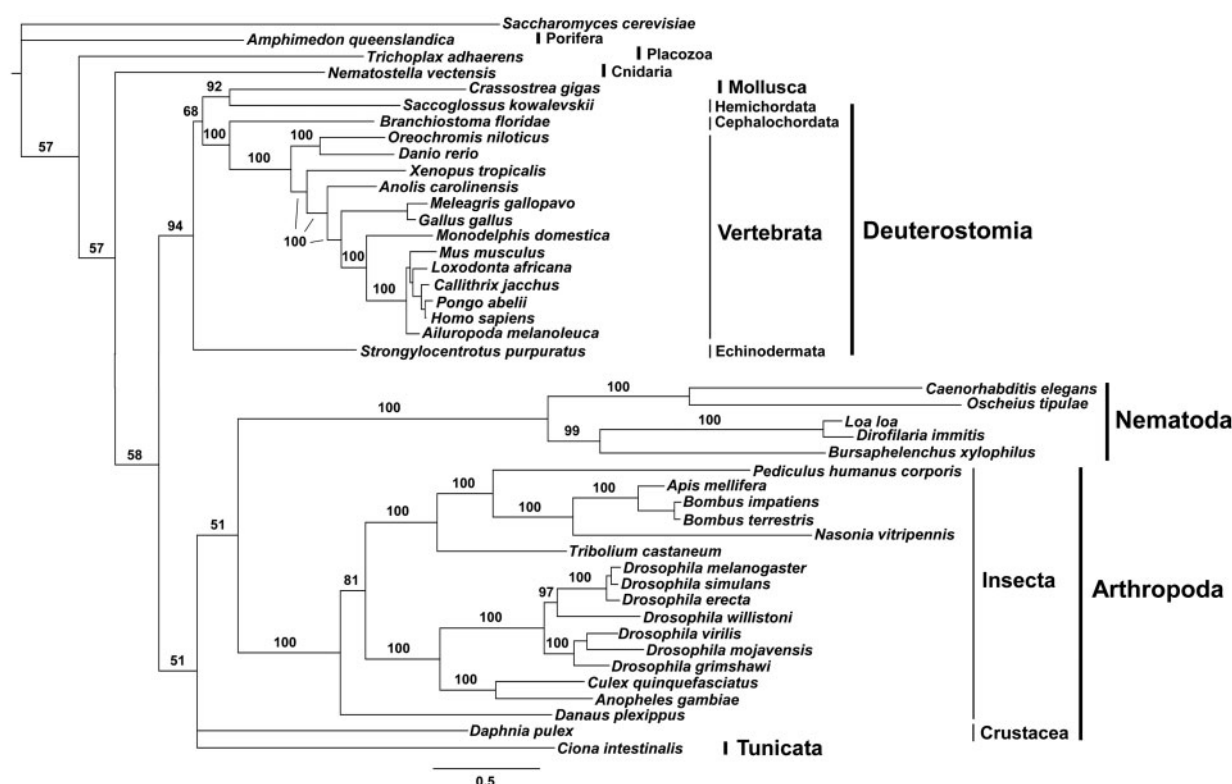 Saccharomyces cerevisiae
Amphimedon queenslandica
Porifera
Trichoplax adhaerens
Placozoa
Nematostella vectensis
Cnidaria
92
Crassostrea gigas
Mollusca
68
Saccoglossus kowalevskii
Hemichordata
100
Branchiostoma floridae
Cephalochordata
100
Oreochromis niloticus
57
100
Danio rerio
Xenopus tropicalis
Anolis carolinensis
Meleagris gallopavo
Gallus gallus
94
100
Monodelphis domestica
Vertebrata
Deuterostomia
57
100
Mus musculus
Loxodonta africana
Callithrix jacchus
100
Pongo abelii
Homo sapiens
Ailuropoda melanoleuca
Strongylocentrotus purpuratus
Echinodermata
100
Caenorhabditis elegans
Oscheius tipulae
100
100
Loa loa
Nematoda
99
Dirofilaria immitis
Bursaphelenchus xylophilus
58
100
Pediculus humanus corporis
100
Apis mellifera
Bombus impatiens
100
100
Bombus terrestris
Nasonia vitripennis
51
Tribolium castaneum
100
Drosophila melanogaster
81
97
Drosophila simulans
Insecta
Arthropoda
Drosophila erecta
100
Drosophila willistoni
100
100
100
Drosophila virilis
Drosophila mojavensis
Drosophila grimshawi
51
100
Culex quinquefasciatus
Anopheles gambiae
Danaus plexippus
Daphnia pulex
Crustacea
Ciona intestinalis
Tunicata
0.5